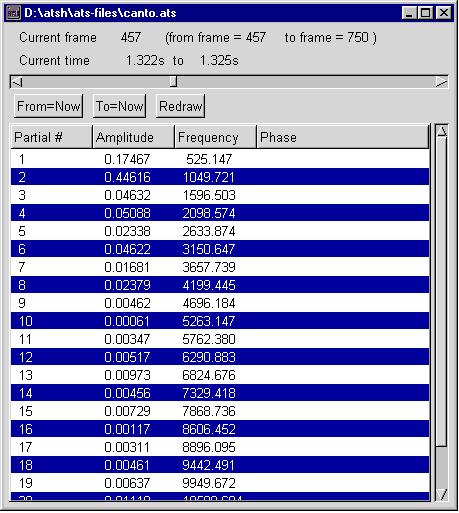 D:\atsh\ats-files\canto.ats
Current frame 457 (from frame = 457 to frame = 750 )
Current time 1.322s to 1.325s
From=Now To=Now Redraw
Partial # Amplitude Frequency Phase
1 0.17467 525.147
2 0.44616 1049.721
3 0.04632 1596.503
4 0.05088 2098.574
5 0.02338 2633.874
6 0.04622 3150.647
7 0.01681 3657.739
8 0.02379 4199.445
9 0.00462 4696.184
10 0.00061 5263.147
11 0.00347 5762.380
12 0.00517 6290.883
13 0.00973 6824.676
14 0.00456 7329.418
15 0.00729 7868.736
16 0.00117 8606.452
17 0.00311 8896.095
18 0.00461 9442.491
19 0.00637 9949.672
20